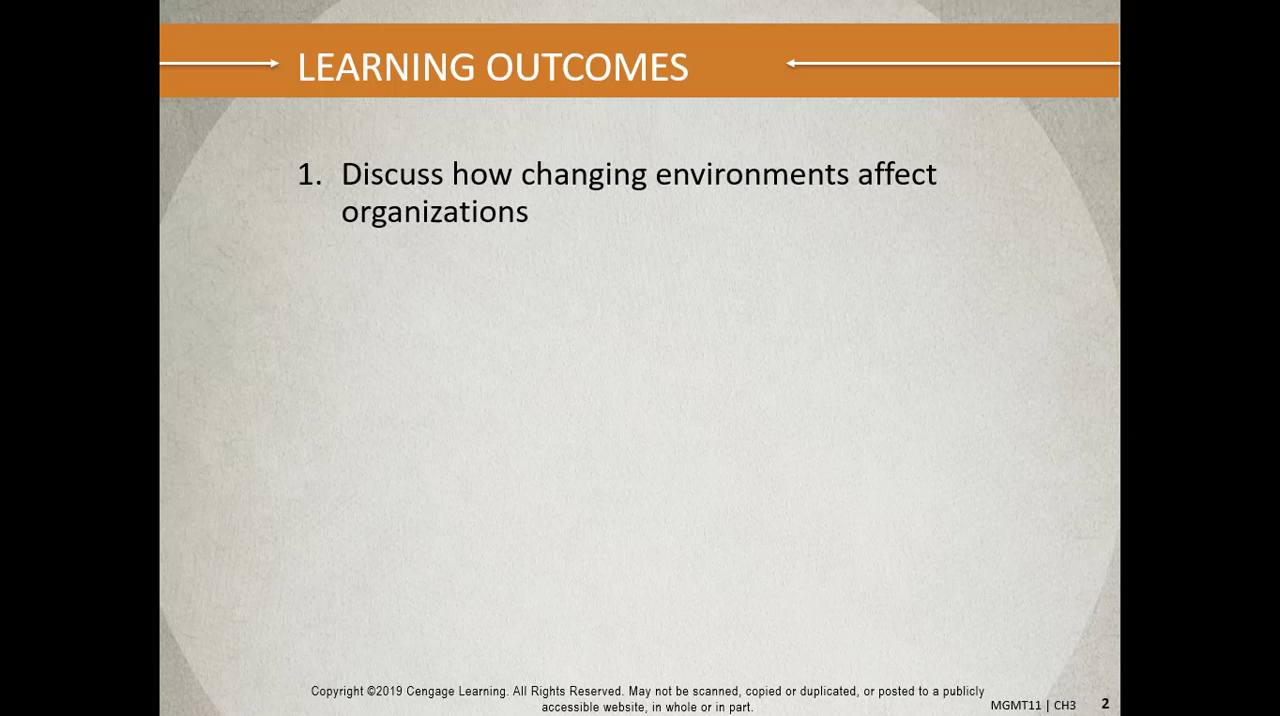 LEARNING OUTCOMES
1. Discuss how changing environments affect
organizations
Copyright ©2019 Cengage Learning. All Rights Reserved. May not be scanned, copied or duplicated, or posted to a publicly
accessible website, in whole or in part.
MGMT11 | CH3 2